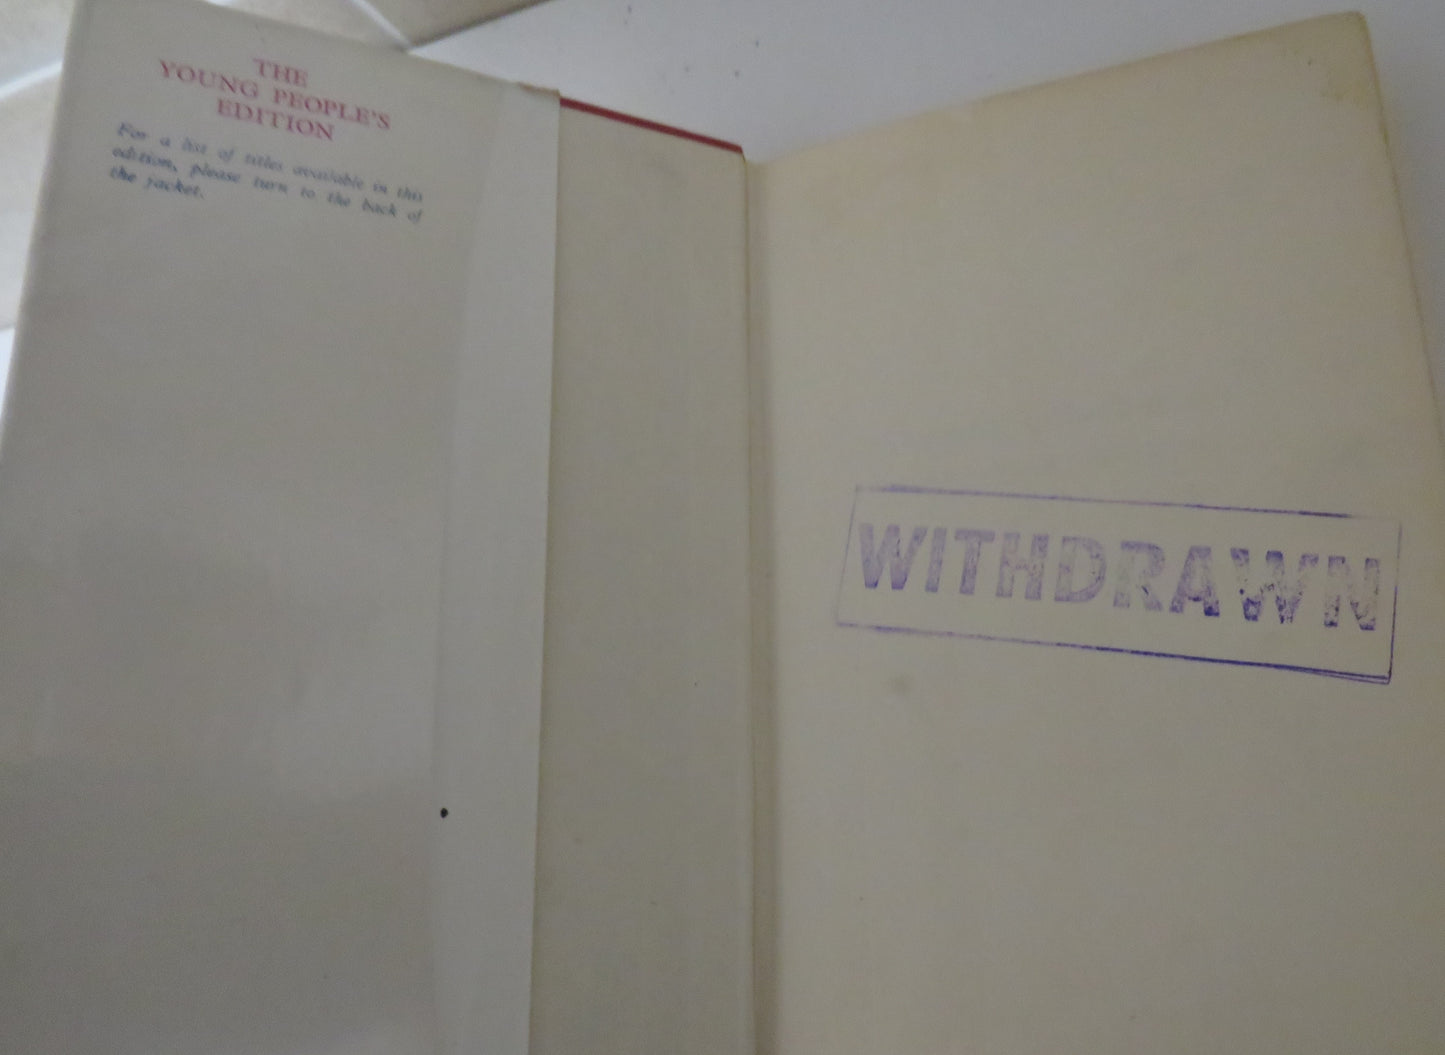 THE
YOUNG PEOPLE'S
EDITION
For a list of titles available in this
edition, please turn to the back of
the jacket.
WITHDRAWN